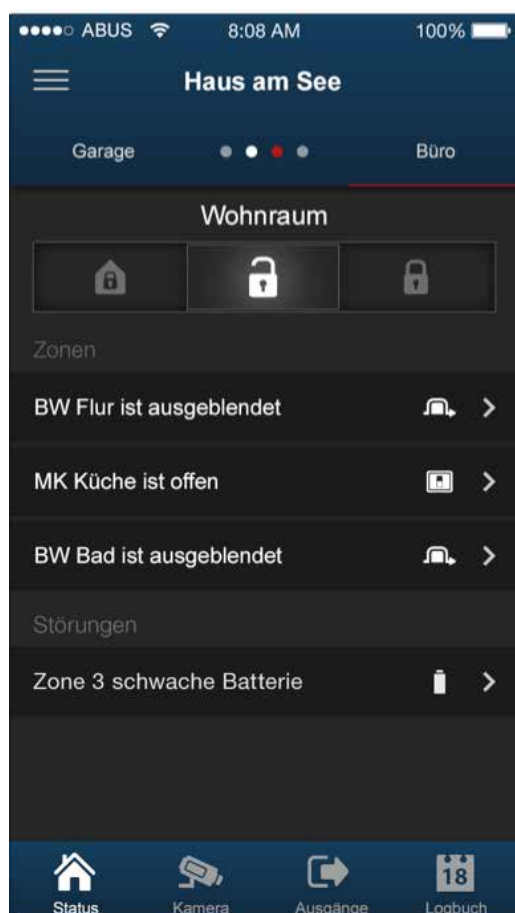 ABUS 8:08 AM 100%
Haus am See
Garage Büro
Wohnraum
Zonen
BW Flur ist ausgeblendet
MK Küche ist offen
BW Bad ist ausgeblendet
Störungen
Zone 3 schwache Batterie
18
Status Kamera Ausgänge Logbuch